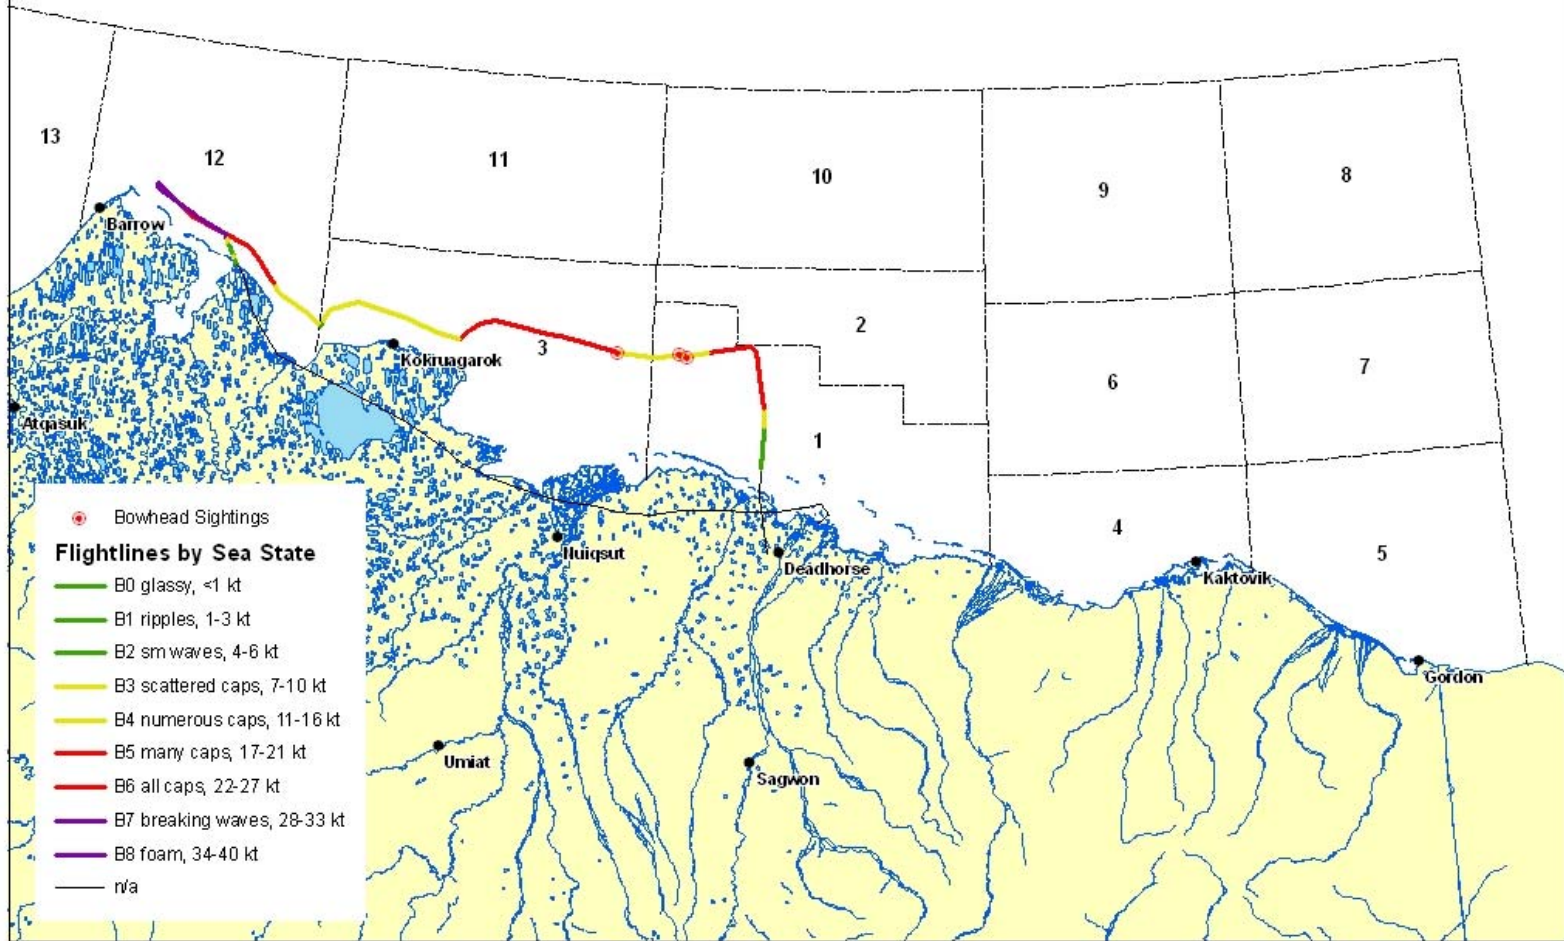 13
12
11
10
9
8
Barrow
2
3
Kokruagarok
7
6
Atqasuk
1
Bowhead Sightings
Flightlines by Sea State
B0 glassy, <1 kt
B1 ripples, 1-3 kt
B2 sm waves, 4-6 kt
B3 scattered caps, 7-10 kt
B4 numerous caps, 11-16 kt
B5 many caps, 17-21 kt
B6 all caps, 22-27 kt
B7 breaking waves, 28-33 kt
B8 foam, 34-40 kt
n/a
Nuiqsut
Deadhorse
4
5
Kaktovik
Gordon
Umiat
Sagwon